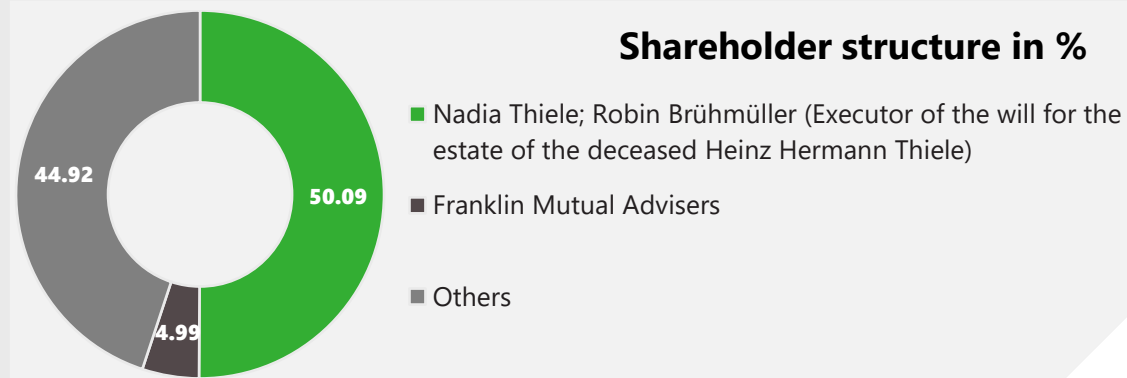 Shareholder structure in %
Nadia Thiele; Robin Brühmüller (Executor of the will for the
estate of the deceased Heinz Hermann Thiele)
Franklin Mutual Advisers
Others
44.92
50.09
4.99